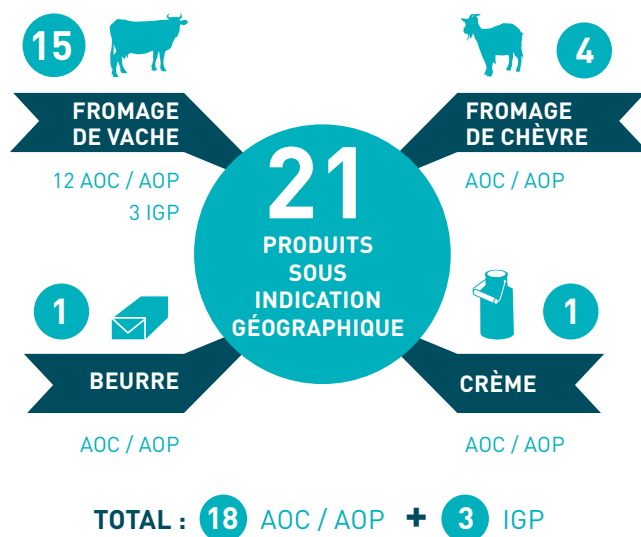 15
FROMAGE
DE VACHE
12 AOC / AOP
3 IGP
4
FROMAGE
DE CHÈVRE
AOC / AOP
21
PRODUITS
SOUS
INDICATION
GÉOGRAPHIQUE
1
BEURRE
AOC / AOP
1
CRÈME
AOC / AOP
TOTAL : 18 AOC / AOP + 3 IGP